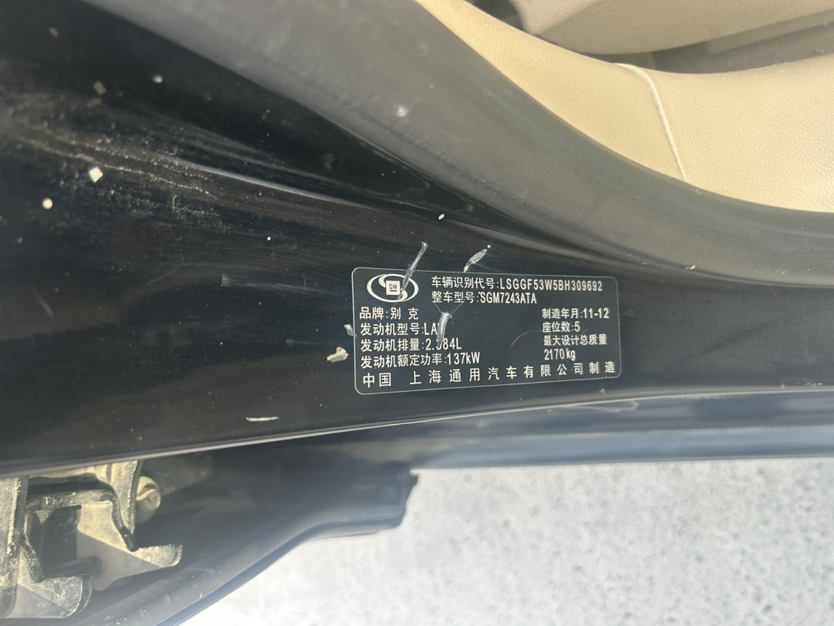 GM
车辆识别代号:LSGGF53W5BH309692
整车型号:SGM7243ATA
品牌:别克 制造年月:11-12
发动机型号: 座位数:5
发动机排量: 最大设计总质量
发动机额定功率:137kW 2170kg
中国 上海通用汽车有限公司制造